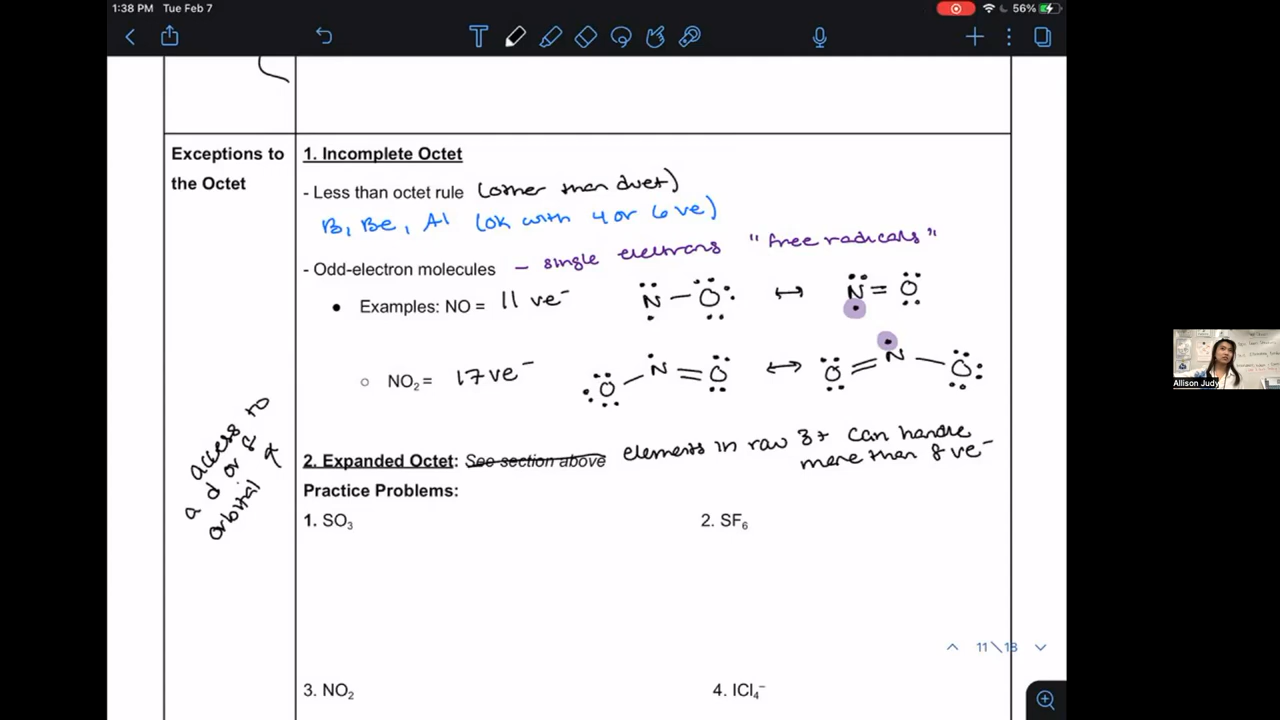 1:38 PM Tue Feb 7
56%
Exceptions to
the Octet
1. Incomplete Octet
- Less than octet rule (other than duet)
B, Be, Al (ok with 4 or 6 ve)
- Odd-electron molecules - single electrons "free radicals"
• Examples: NO = 11 ve⁻ N – O ↔ N = O
○ NO₂ = 17 ve⁻ O – N = O ↔ O = N – O
2. Expanded Octet: See section above elements in row 3+ can handle
more than 8 ve⁻
access to
a d or f
orbital
Practice Problems:
1. SO₃ 2. SF₆
3. NO₂ 4. ICl₄⁻
11\18
Allison Judy